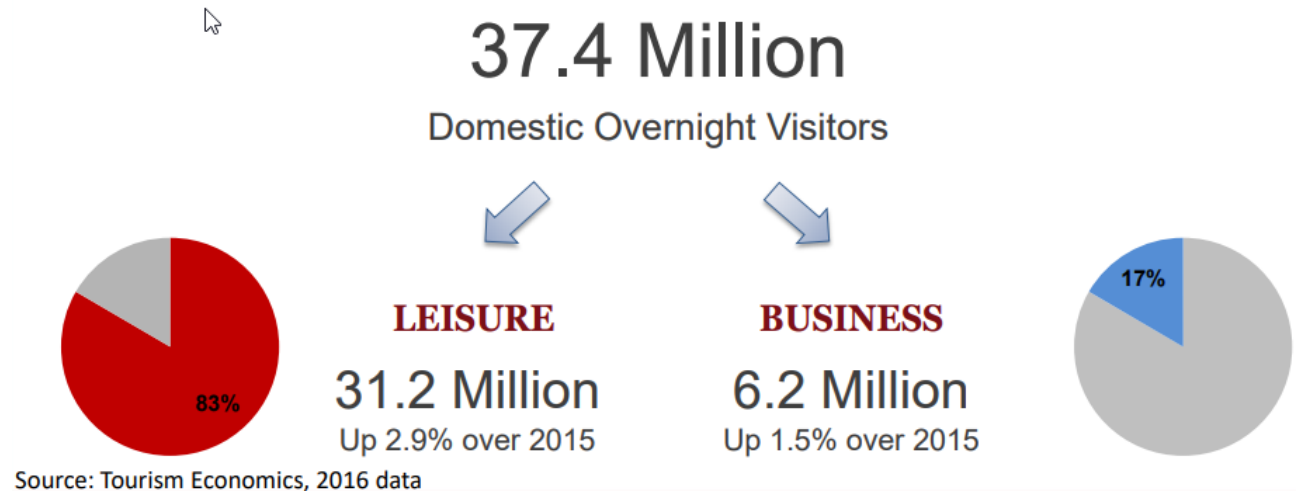 37.4 Million
Domestic Overnight Visitors
LEISURE
31.2 Million
Up 2.9% over 2015
83%
BUSINESS
6.2 Million
Up 1.5% over 2015
17%
Source: Tourism Economics, 2016 data